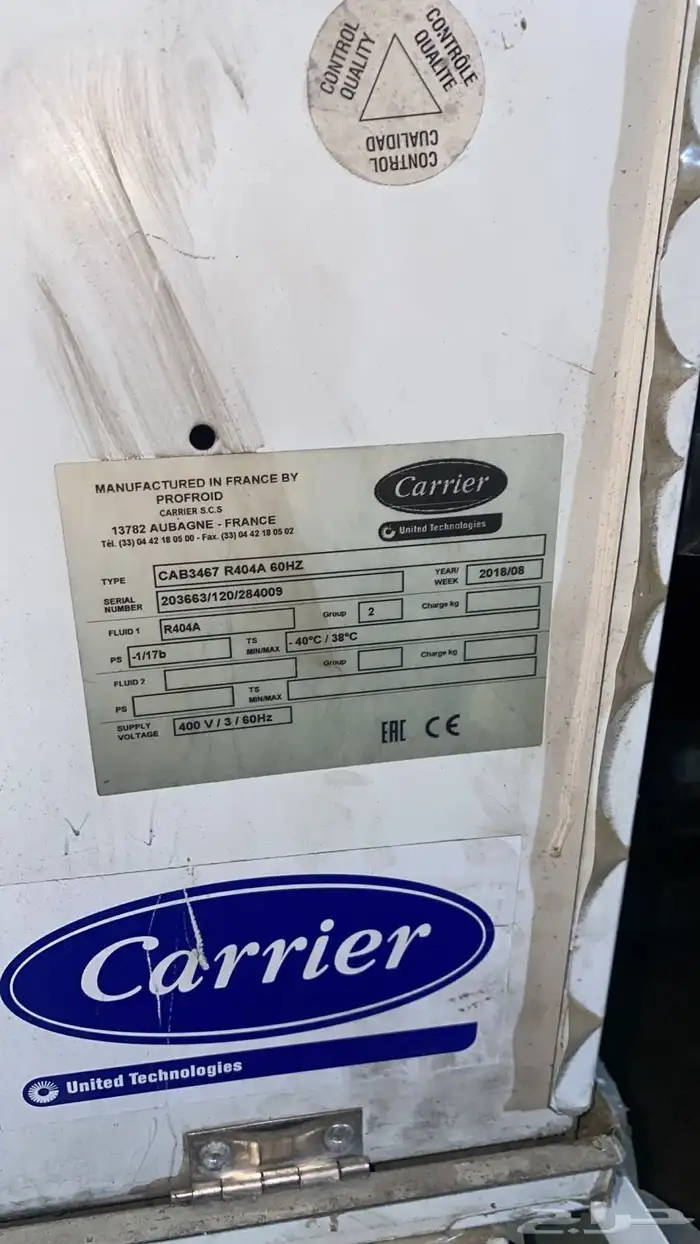 CONTROL
QUALITY
CONTRÔLE
QUALITE
CONTROL
CUALIDAD
MANUFACTURED IN FRANCE BY
PROFROID
CARRIER S.C.S
13782 AUBAGNE - FRANCE
Tél. (33) 04 42 18 05 00 - Fax. (33) 04 42 18 05 02
Carrier
United Technologies
TYPE CAB3467 R404A 60HZ
SERIAL NUMBER 203663/120/284009 YEAR/ WEEK 2018/08
FLUID 1 R404A Group 2 Charge kg
PS -1/17b TS MIN/MAX - 40°C / 38°C
FLUID 2 Group Charge kg
PS TS MIN/MAX
SUPPLY VOLTAGE 400 V / 3 / 60Hz
EAC CE
Carrier
United Technologies
حراج